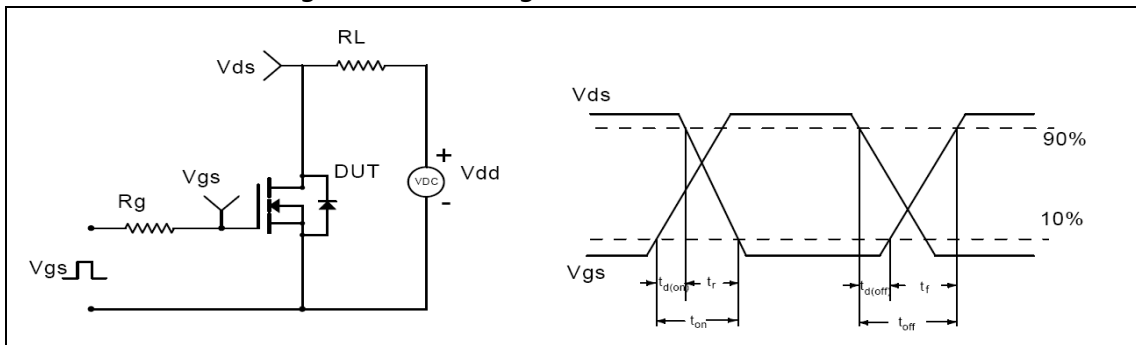 RL
Vds
+
Vdd
VDC
-
DUT
Vgs
Rg
Vgs
Vds
90%
10%
Vgs
td(on)
tr
td(off)
tf
ton
toff